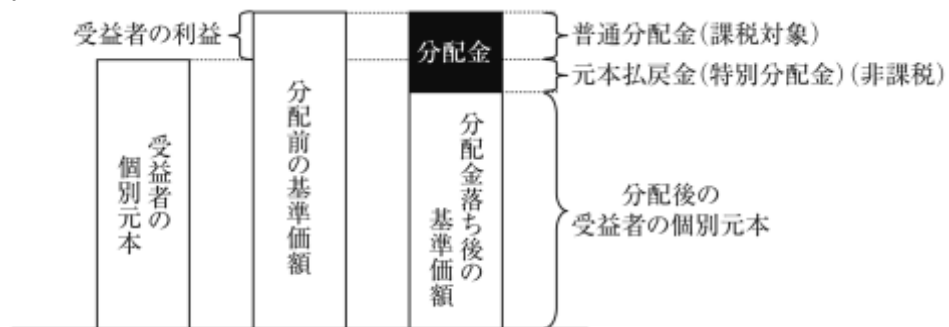 受益者の利益
分配金
普通分配金(課税対象)
元本払戻金(特別分配金)(非課税)
受益者の
個別元本
分配前の基準価額
分配金落ち後の
基準価額
分配後の
受益者の個別元本